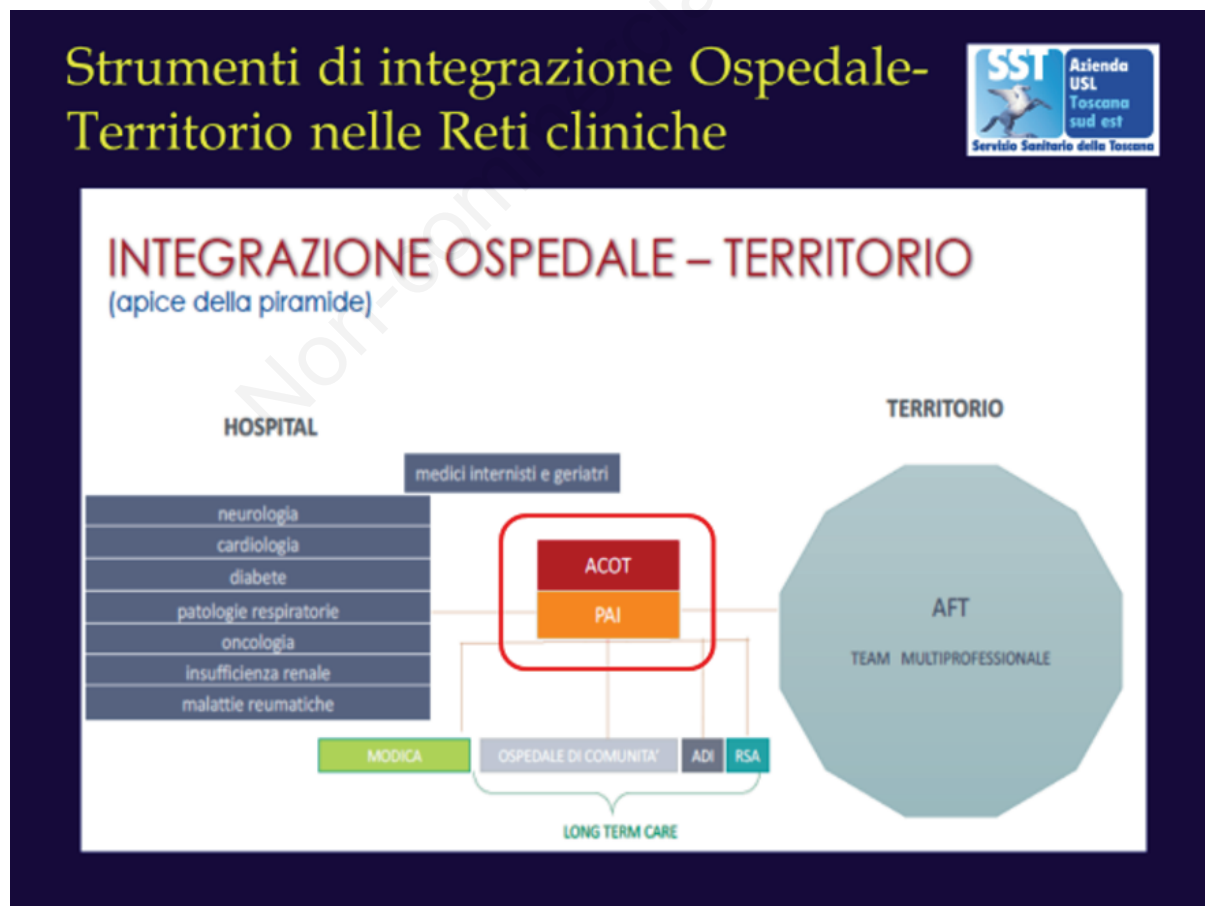 Strumenti di integrazione Ospedale-
Territorio nelle Reti cliniche
SST
Azienda
USL
Toscana
sud est
Servizio Sanitario della Toscana
INTEGRAZIONE OSPEDALE – TERRITORIO
(apice della piramide)
HOSPITAL
TERRITORIO
medici internisti e geriatri
neurologia
cardiologia
diabete
patologie respiratorie
oncologia
insufficienza renale
malattie reumatiche
ACOT
PAI
AFT
TEAM MULTIPROFESSIONALE
MODICA
OSPEDALE DI COMUNITA'
ADI
RSA
LONG TERM CARE